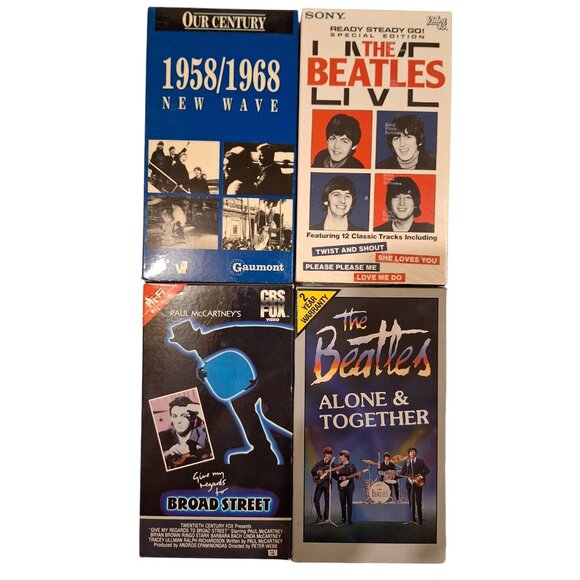 OUR CENTURY
1958/1968
NEW WAVE
Gaumont
SONY
READY STEADY GO!
SPECIAL EDITION
LIVE
THE
BEATLES
Featuring 12 Classic Tracks Including
TWIST AND SHOUT
SHE LOVES YOU
PLEASE PLEASE ME
LOVE ME DO
Hi-Fi
PAUL McCARTNEY'S
CBS
FOX
VIDEO
Give my
regards
to
BROAD STREET
TWENTIETH CENTURY FOX Presents
"GIVE MY REGARDS TO BROAD STREET" Starring PAUL McCARTNEY
BRYAN BROWN RINGO STARR BARBARA BACH LINDA McCARTNEY
TRACEY ULLMAN RALPH RICHARDSON Written by PAUL McCARTNEY
Produced by ANDROS EPAMINONDAS Directed by PETER WEBB
2
YEAR
WARRANTY
The
Beatles
ALONE &
TOGETHER
THE
BEATLES